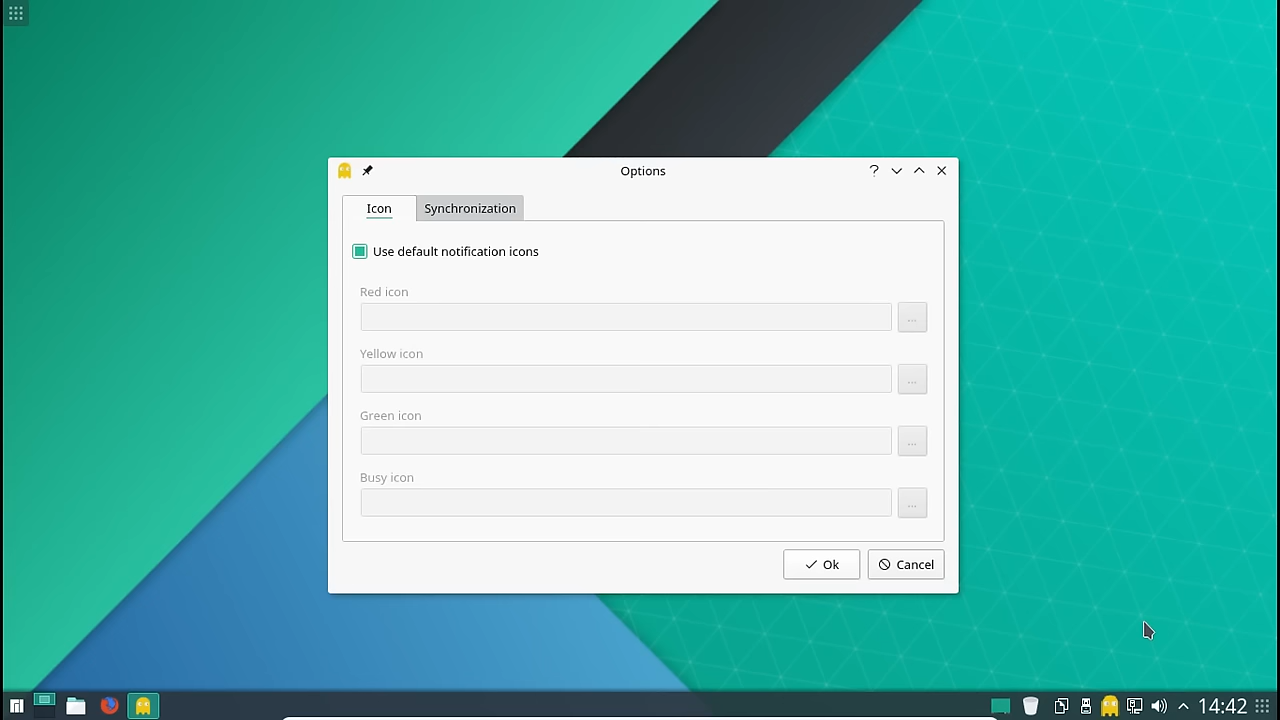 Options
Icon
Synchronization
Use default notification icons
Red icon
...
Yellow icon
...
Green icon
...
Busy icon
...
Ok
Cancel
14:42